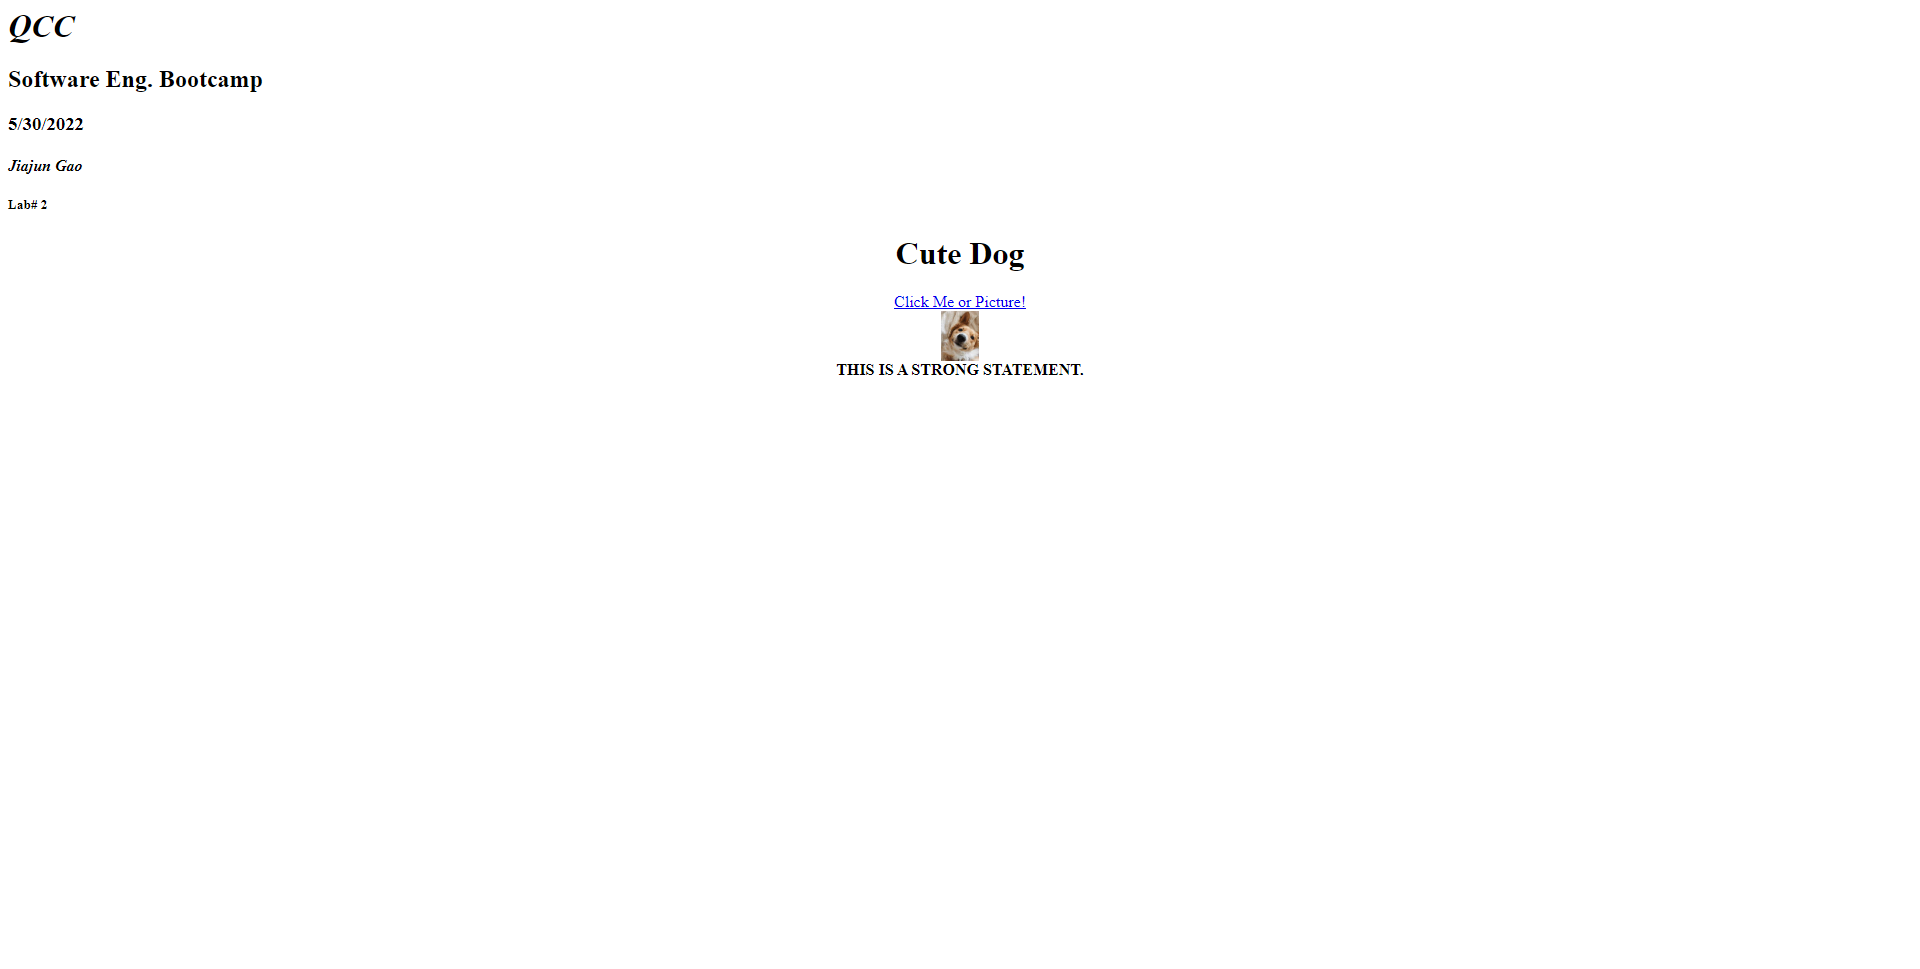 QCC
Software Eng. Bootcamp
5/30/2022
Jiajun Gao
Lab# 2
Cute Dog
Click Me or Picture!
THIS IS A STRONG STATEMENT.